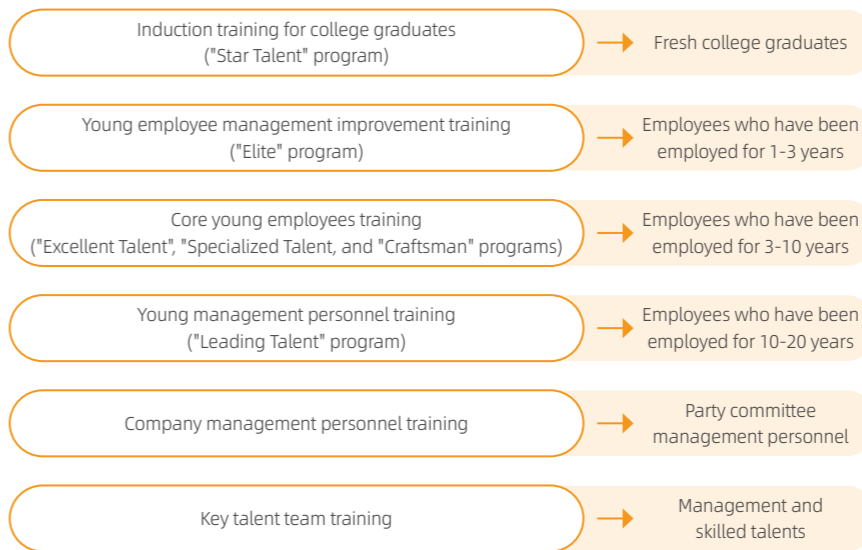 Induction training for college graduates
("Star Talent" program)
Fresh college graduates
Young employee management improvement training
("Elite" program)
Employees who have been
employed for 1-3 years
Core young employees training
("Excellent Talent", "Specialized Talent, and "Craftsman" programs)
Employees who have been
employed for 3-10 years
Young management personnel training
("Leading Talent" program)
Employees who have been
employed for 10-20 years
Company management personnel training
Party committee
management personnel
Key talent team training
Management and
skilled talents